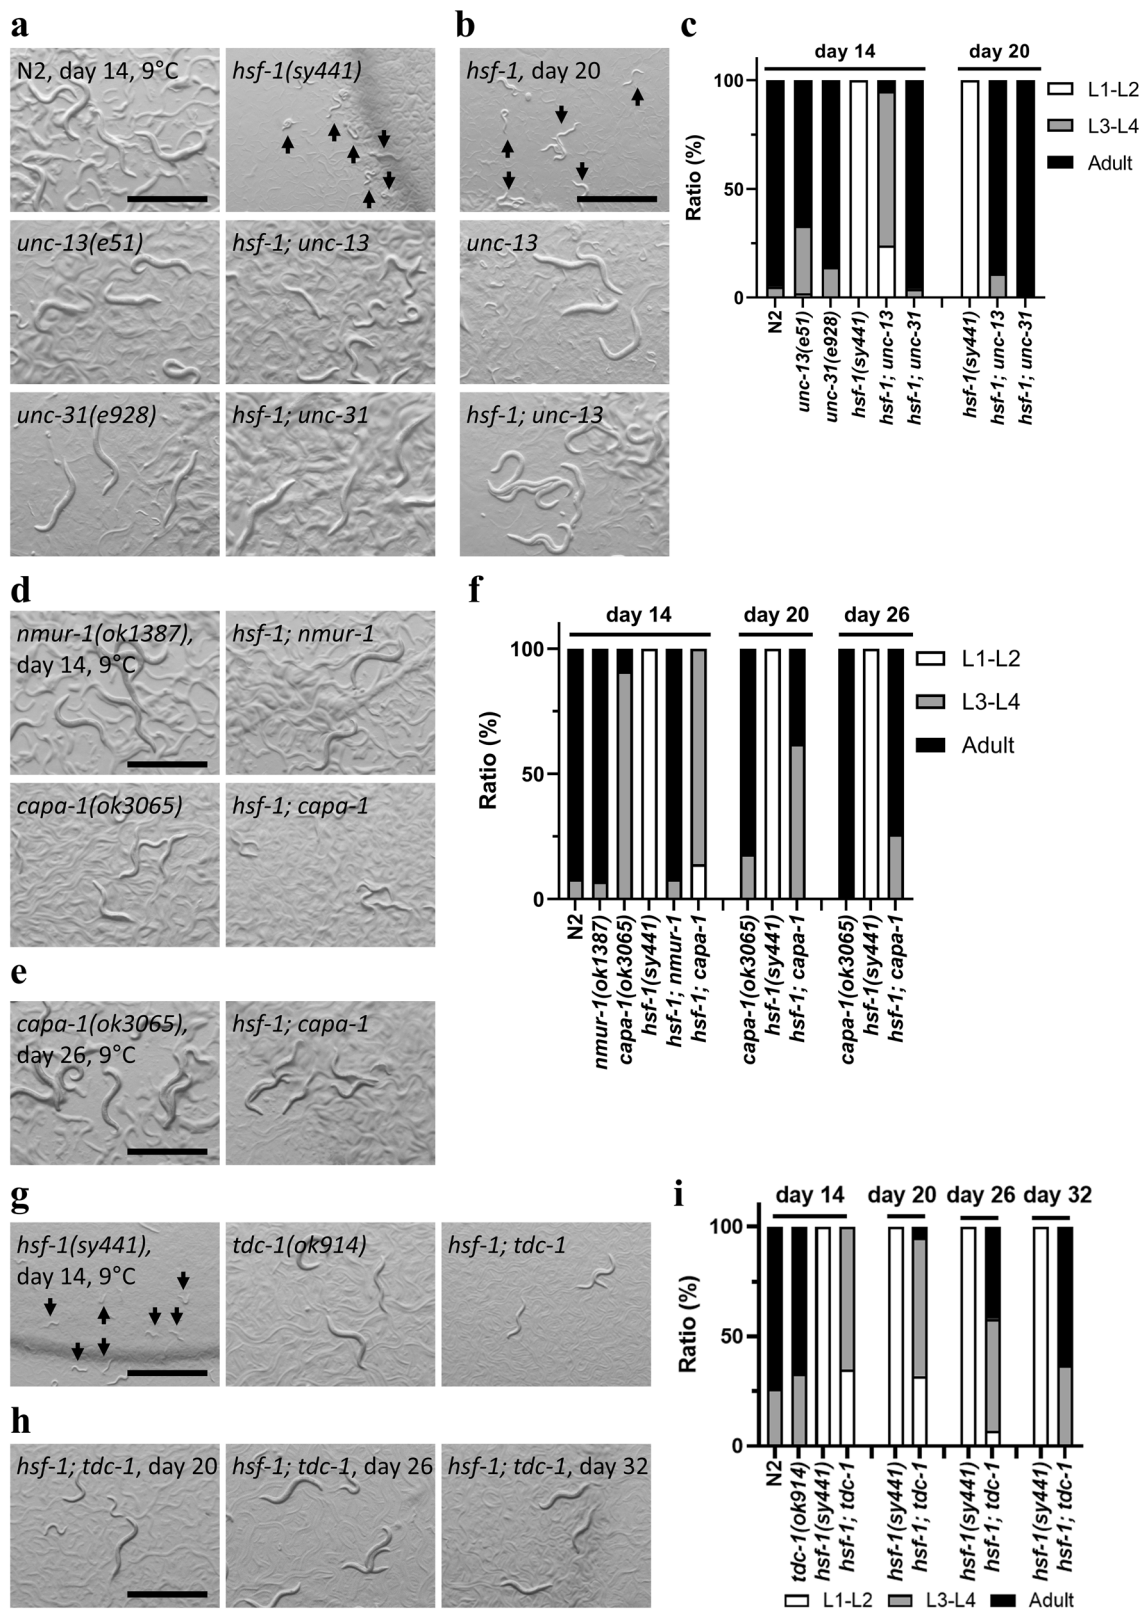 a
N2, day 14, 9°C
hsf-1(sy441)
unc-13(e51)
hsf-1; unc-13
unc-31(e928)
hsf-1; unc-31
b
hsf-1, day 20
unc-13
hsf-1; unc-13
c
day 14
day 20
100
50
0
Ratio (%)
L1-L2
L3-L4
Adult
N2
unc-13(e51)
unc-31(e928)
hsf-1(sy441)
hsf-1; unc-13
hsf-1; unc-31
hsf-1(sy441)
hsf-1; unc-13
hsf-1; unc-31
d
nmur-1(ok1387),
day 14, 9°C
hsf-1; nmur-1
capa-1(ok3065)
hsf-1; capa-1
e
capa-1(ok3065),
day 26, 9°C
hsf-1; capa-1
f
day 14
day 20
day 26
100
50
0
Ratio (%)
L1-L2
L3-L4
Adult
N2
nmur-1(ok1387)
capa-1(ok3065)
hsf-1(sy441)
hsf-1; nmur-1
hsf-1; capa-1
capa-1(ok3065)
hsf-1(sy441)
hsf-1; capa-1
capa-1(ok3065)
hsf-1(sy441)
hsf-1; capa-1
g
hsf-1(sy441),
day 14, 9°C
tdc-1(ok914)
hsf-1; tdc-1
h
hsf-1; tdc-1, day 20
hsf-1; tdc-1, day 26
hsf-1; tdc-1, day 32
i
day 14
day 20
day 26
day 32
100
50
0
Ratio (%)
N2
tdc-1(ok914)
hsf-1(sy441)
hsf-1; tdc-1
hsf-1(sy441)
hsf-1; tdc-1
hsf-1(sy441)
hsf-1; tdc-1
hsf-1(sy441)
hsf-1; tdc-1
L1-L2
L3-L4
Adult